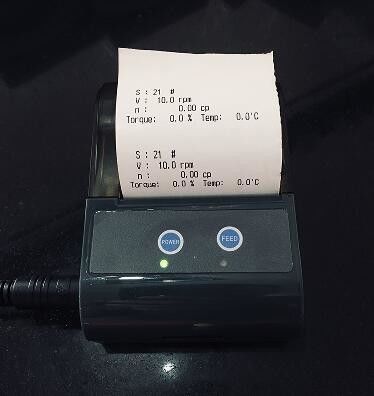 S : 21 #
V : 10.0 rpm
n : 0.00 cp
Torque: 0.0 % Temp: 0.0'C
S : 21 #
V : 10.0 rpm
n : 0.00 cp
Torque: 0.0 % Temp: 0.0'C
POWER FEED